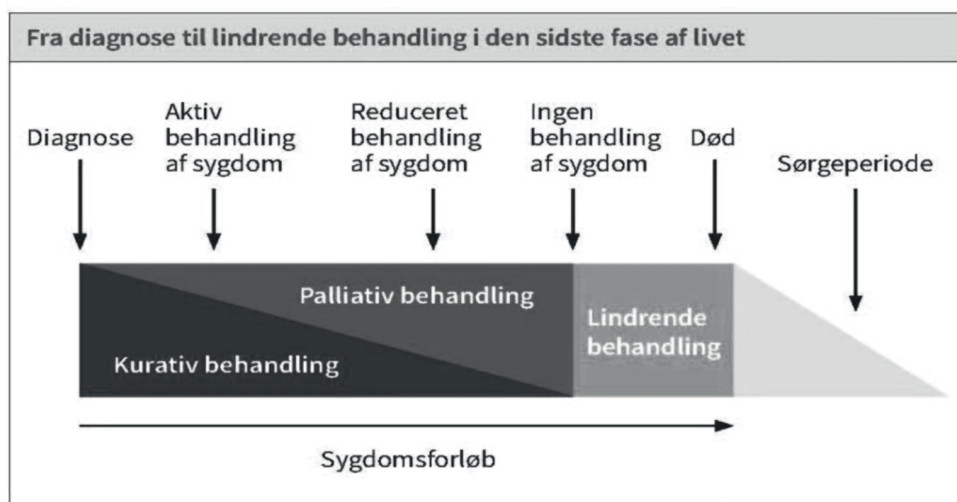 Fra diagnose til lindrende behandling i den sidste fase af livet
Diagnose
Aktiv
behandling
af sygdom
Reduceret
behandling
af sygdom
Ingen
behandling
af sygdom
Død
Sørgeperiode
Palliativ behandling
Kurativ behandling
Lindrende
behandling
Sygdomsforløb